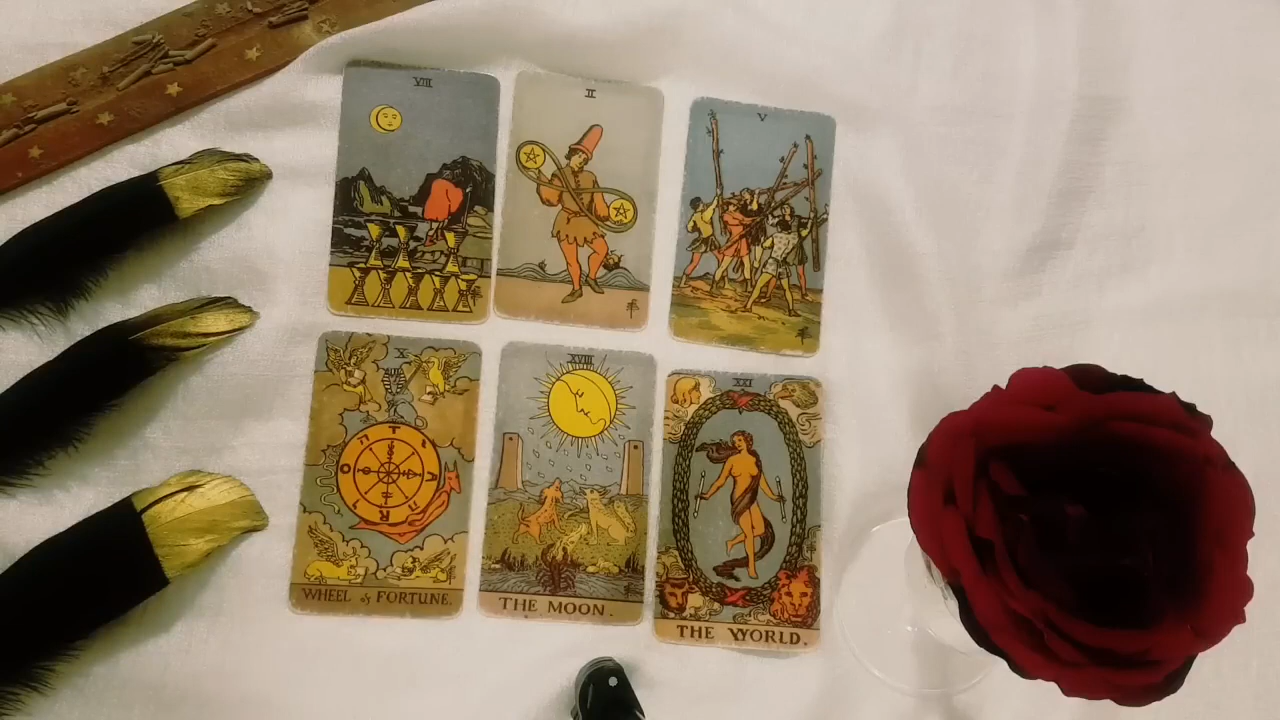 VIII
II
V
X
XVIII
XXI
WHEEL of FORTUNE.
THE MOON.
THE WORLD.